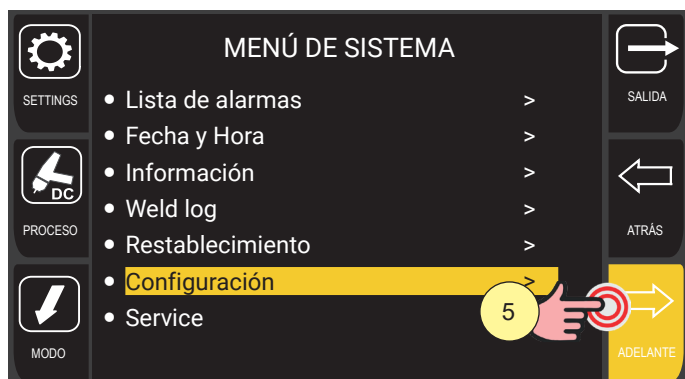 MENÚ DE SISTEMA
SETTINGS
DC
PROCESO
MODO
• Lista de alarmas >
• Fecha y Hora >
• Información >
• Weld log >
• Restablecimiento >
• Configuración >
• Service
5
SALIDA
ATRÁS
ADELANTE